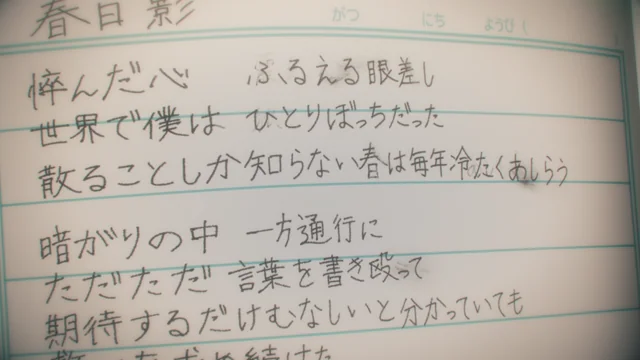 春日影 がつ にち ようび
悴んだ心 ふるえる眼差し
世界で僕は ひとりぼっちだった
散ることしか知らない春は毎年冷たくあしらう
暗がりの中 一方通行に
ただただ 言葉を書き殴って
期待するだけむなしいと分かっていても